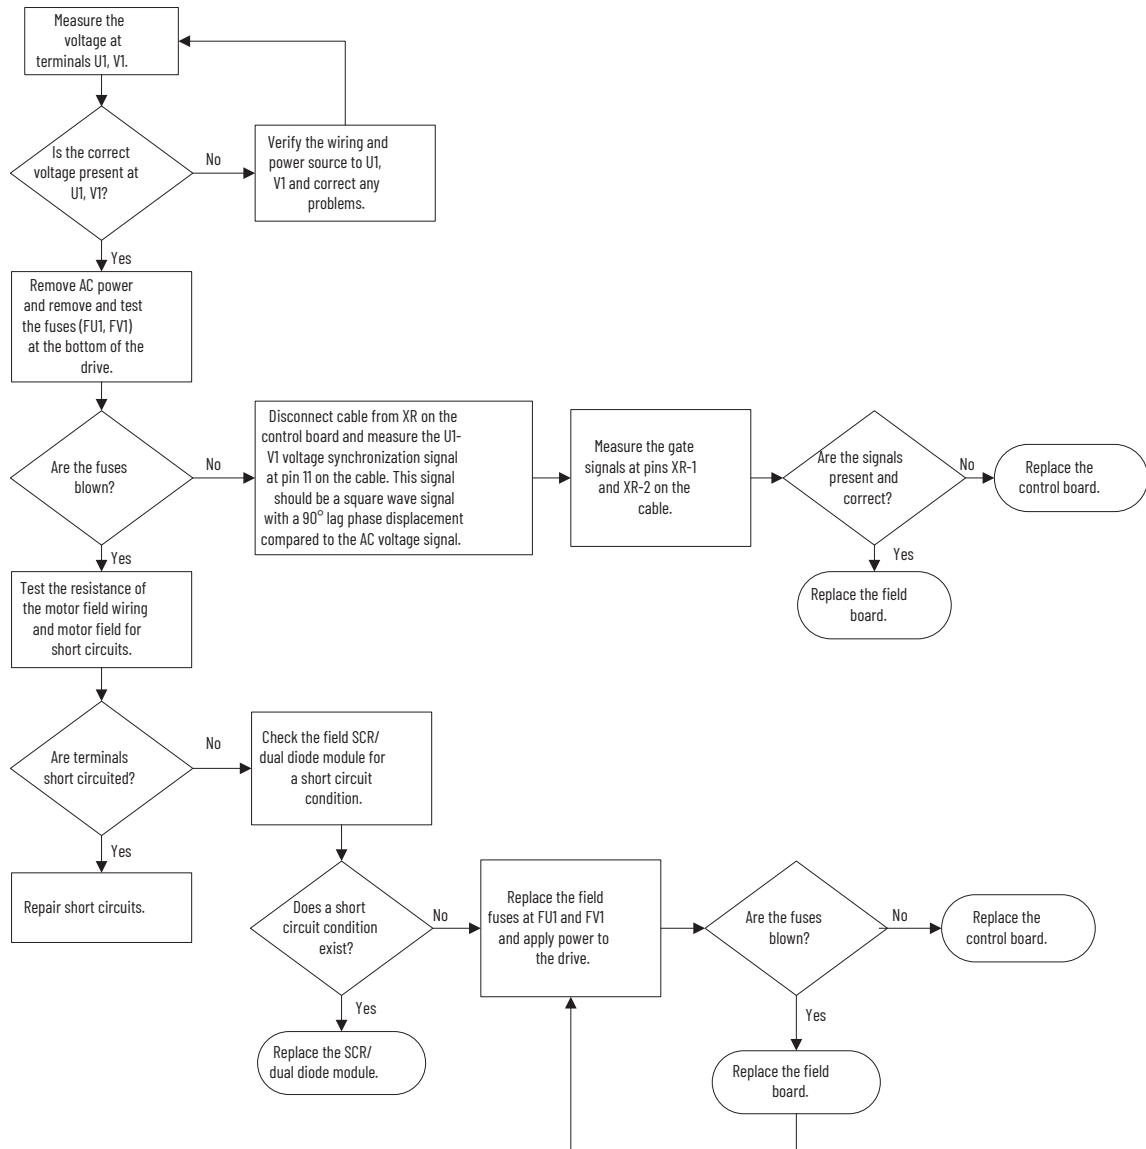 Measure the
voltage at
terminals U1, V1.
Is the correct
voltage present at
U1, V1?
No
Verify the wiring and
power source to U1,
V1 and correct any
problems.
Yes
Remove AC power
and remove and test
the fuses (FU1, FV1)
at the bottom of the
drive.
Are the fuses
blown?
No
Disconnect cable from XR on the
control board and measure the U1-
V1 voltage synchronization signal
at pin 11 on the cable. This signal
should be a square wave signal
with a 90° lag phase displacement
compared to the AC voltage signal.
Measure the gate
signals at pins XR-1
and XR-2 on the
cable.
Are the signals
present and
correct?
No
Replace the
control board.
Yes
Replace the field
board.
Yes
Test the resistance of
the motor field wiring
and motor field for
short circuits.
Are terminals
short circuited?
No
Check the field SCR/
dual diode module for
a short circuit
condition.
Yes
Repair short circuits.
Does a short
circuit condition
exist?
No
Replace the field
fuses at FU1 and FV1
and apply power to
the drive.
Are the fuses
blown?
No
Replace the
control board.
Yes
Replace the SCR/
dual diode module.
Yes
Replace the field
board.